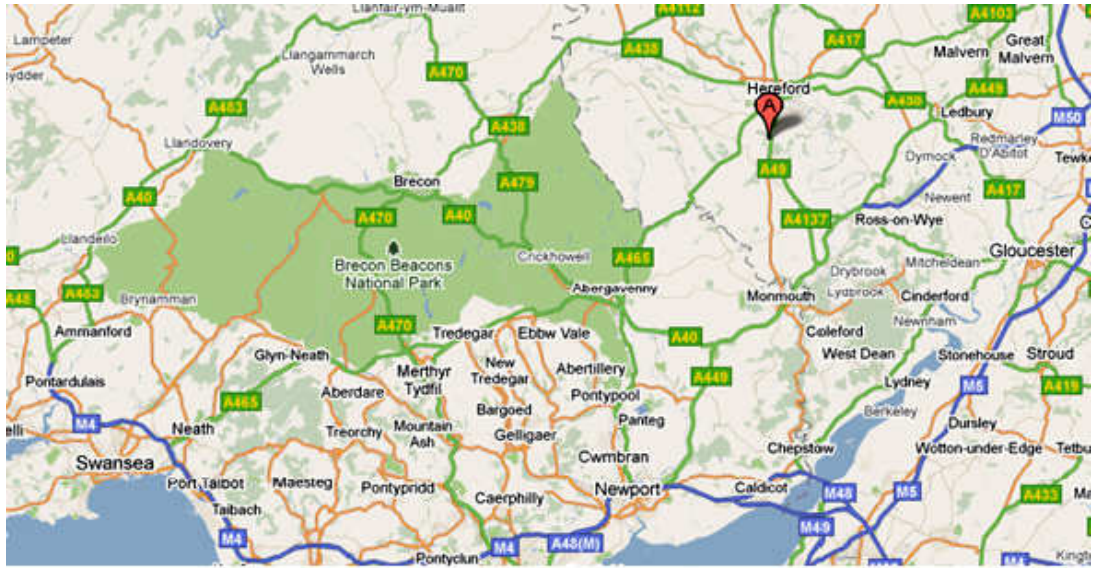 Llanfair-ym-Muallt
A4112
A4103
Lampeter
A438
A417
Malvern
Great
Malvern
Llangammarch
Wells
A470
A483
Hereford
A
A438
A449
Ledbury
M50
A438
Llandovery
Redmarley
D'Abitot
Dymock
Tewke
A49
Brecon
A479
A40
A417
Newent
A470
A40
A4137
Ross-on-Wye
Llandeilo
Crickhowell
A465
Gloucester
Brecon Beacons
National Park
Mitcheldean
Drybrook
A48
A483
Brynamman
Abergavenny
Monmouth
Lydbrook
Cinderford
Newnham
Ammanford
A470
Tredegar
Ebbw Vale
A40
Coleford
Glyn-Neath
West Dean
Stonehouse
Stroud
Merthyr
Tydfil
New
Tredegar
Abertillery
A449
Pontardulais
Aberdare
Pontypool
Lydney
M5
A419
A465
Bargoed
Panteg
Berkeley
M4
Neath
Treorchy
Mountain
Ash
Gelligaer
Dursley
Cwmbran
Chepstow
Wotton-under-Edge
Tetbu
Swansea
Port Talbot
Maesteg
Pontypridd
Caerphilly
Newport
Caldicot
M48
M5
A433
Taibach
M49
M4
Pontyclun
M4
A48(M)
M4
Kingt